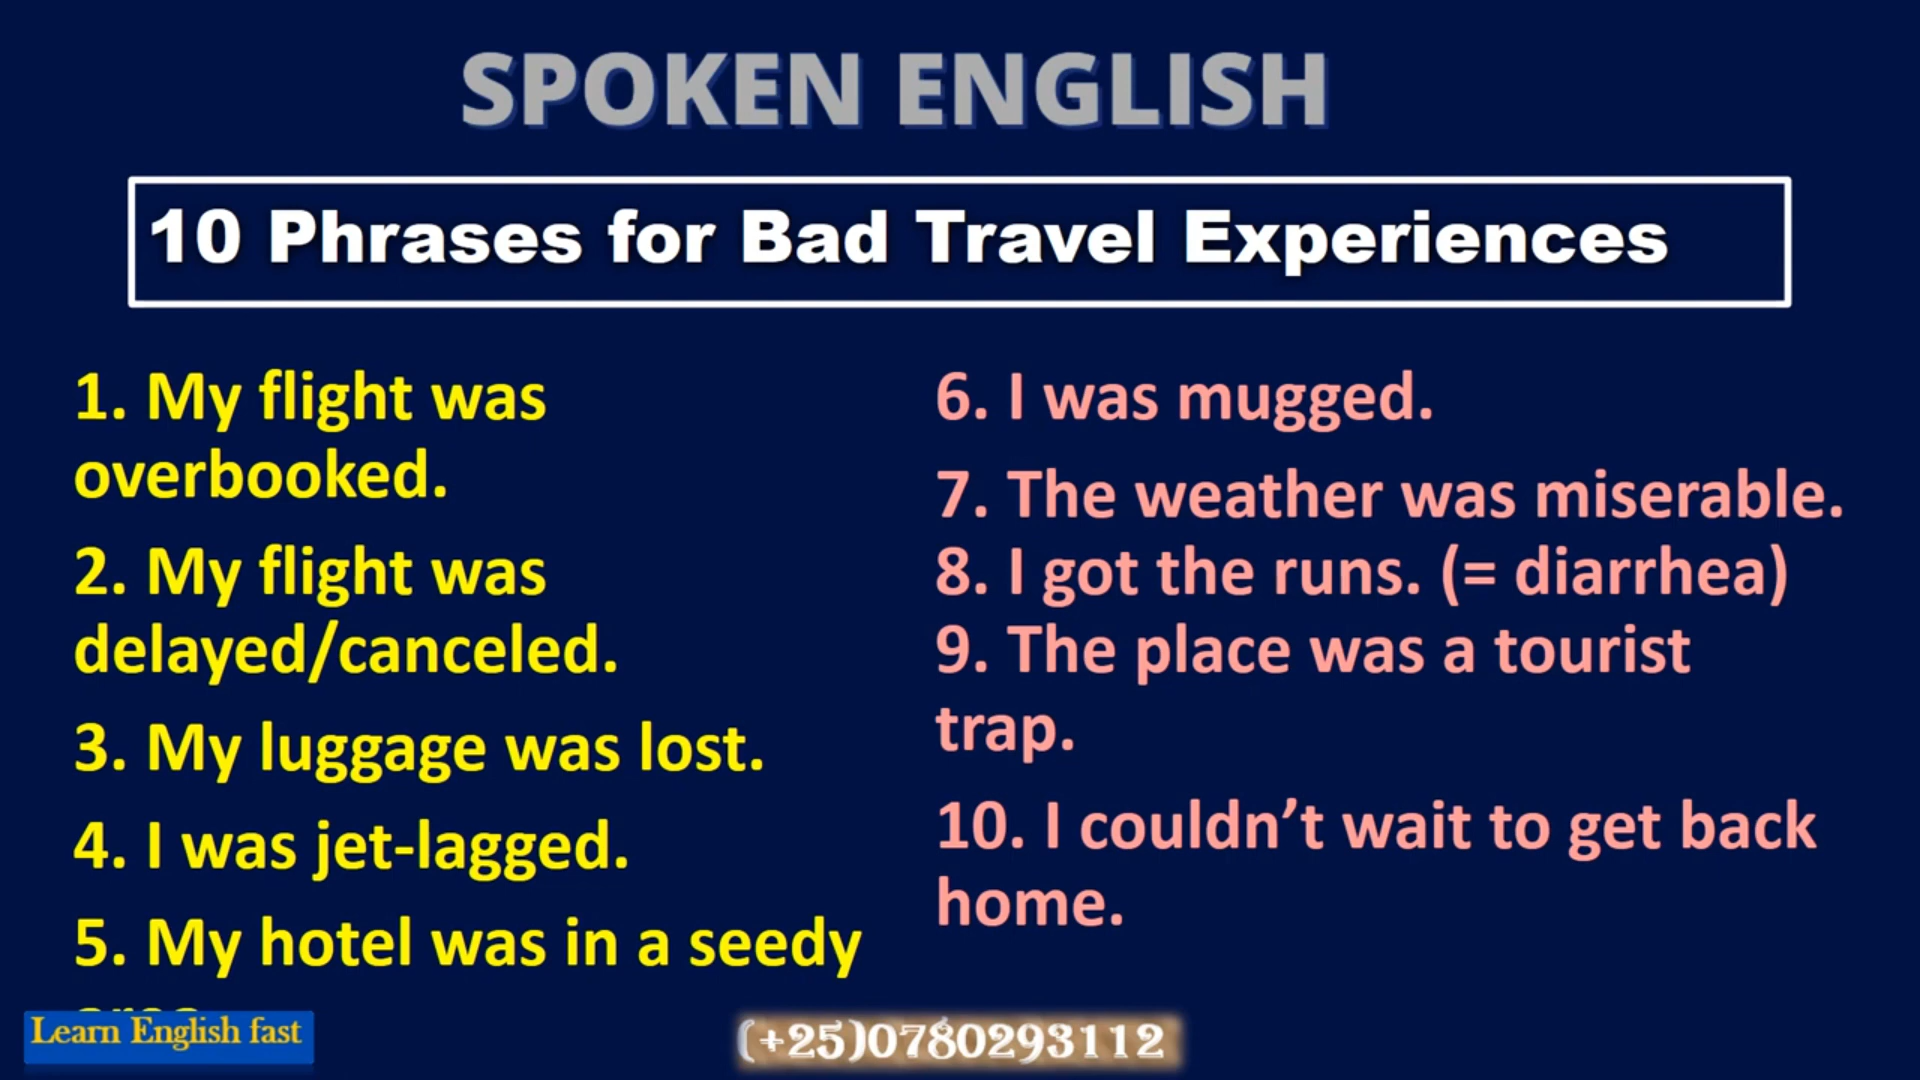 SPOKEN ENGLISH
10 Phrases for Bad Travel Experiences
1. My flight was
overbooked.
2. My flight was
delayed/canceled.
3. My luggage was lost.
4. I was jet-lagged.
5. My hotel was in a seedy
6. I was mugged.
7. The weather was miserable.
8. I got the runs. (= diarrhea)
9. The place was a tourist
trap.
10. I couldn’t wait to get back
home.
Learn English fast
(+25)0780293112